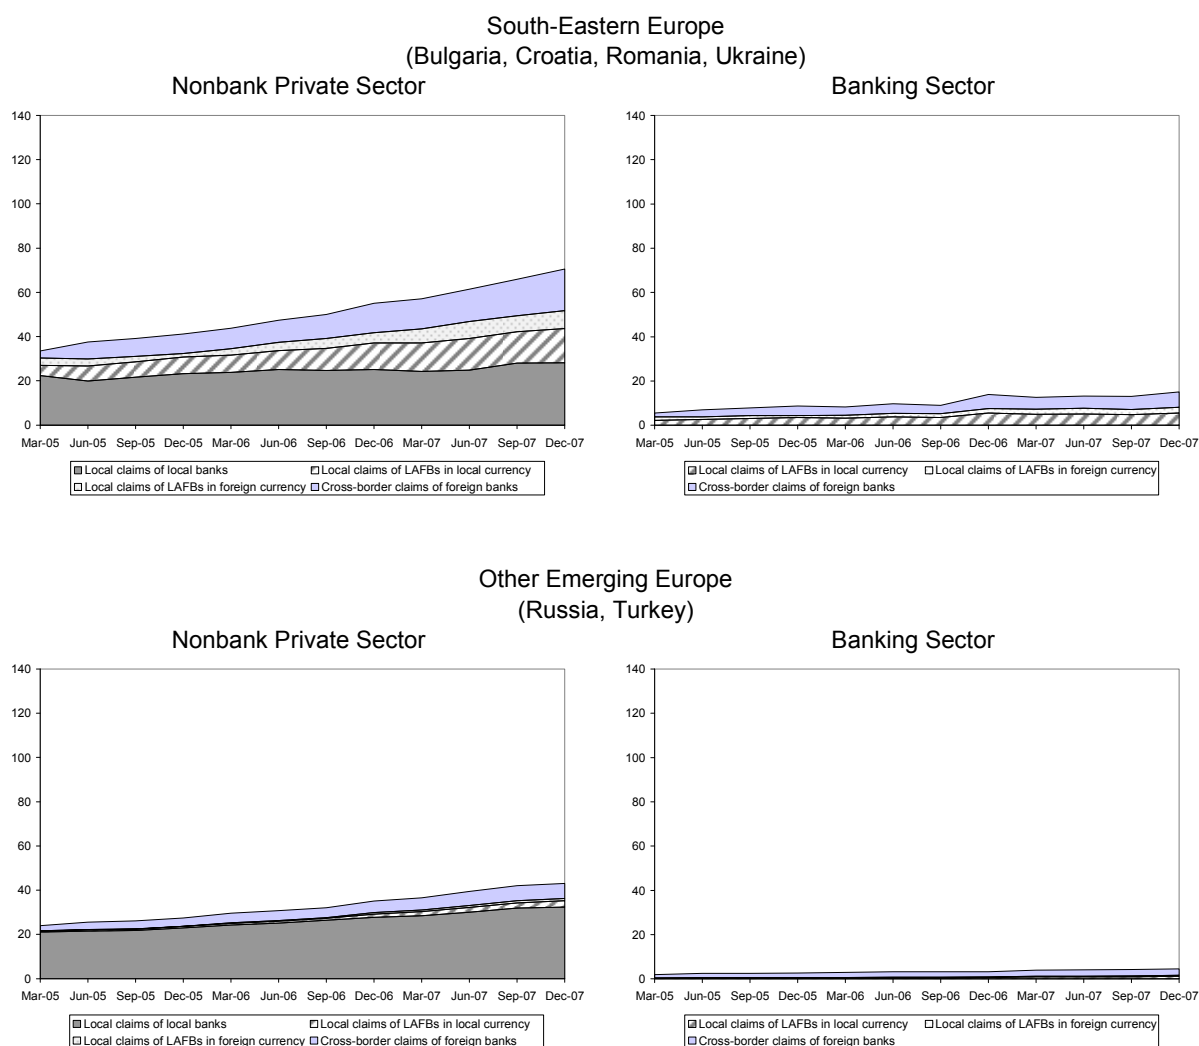 South-Eastern Europe
(Bulgaria, Croatia, Romania, Ukraine)
Nonbank Private Sector
140
120
100
80
60
40
20
0
Mar-05 Jun-05 Sep-05 Dec-05 Mar-06 Jun-06 Sep-06 Dec-06 Mar-07 Jun-07 Sep-07 Dec-07
Local claims of local banks Local claims of LAFBs in local currency
Local claims of LAFBs in foreign currency Cross-border claims of foreign banks
Banking Sector
140
120
100
80
60
40
20
0
Mar-05 Jun-05 Sep-05 Dec-05 Mar-06 Jun-06 Sep-06 Dec-06 Mar-07 Jun-07 Sep-07 Dec-07
Local claims of LAFBs in local currency Local claims of LAFBs in foreign currency
Cross-border claims of foreign banks
Other Emerging Europe
(Russia, Turkey)
Nonbank Private Sector
140
120
100
80
60
40
20
0
Mar-05 Jun-05 Sep-05 Dec-05 Mar-06 Jun-06 Sep-06 Dec-06 Mar-07 Jun-07 Sep-07 Dec-07
Local claims of local banks Local claims of LAFBs in local currency
Local claims of LAFBs in foreign currency Cross-border claims of foreign banks
Banking Sector
140
120
100
80
60
40
20
0
Mar-05 Jun-05 Sep-05 Dec-05 Mar-06 Jun-06 Sep-06 Dec-06 Mar-07 Jun-07 Sep-07 Dec-07
Local claims of LAFBs in local currency Local claims of LAFBs in foreign currency
Cross-border claims of foreign banks